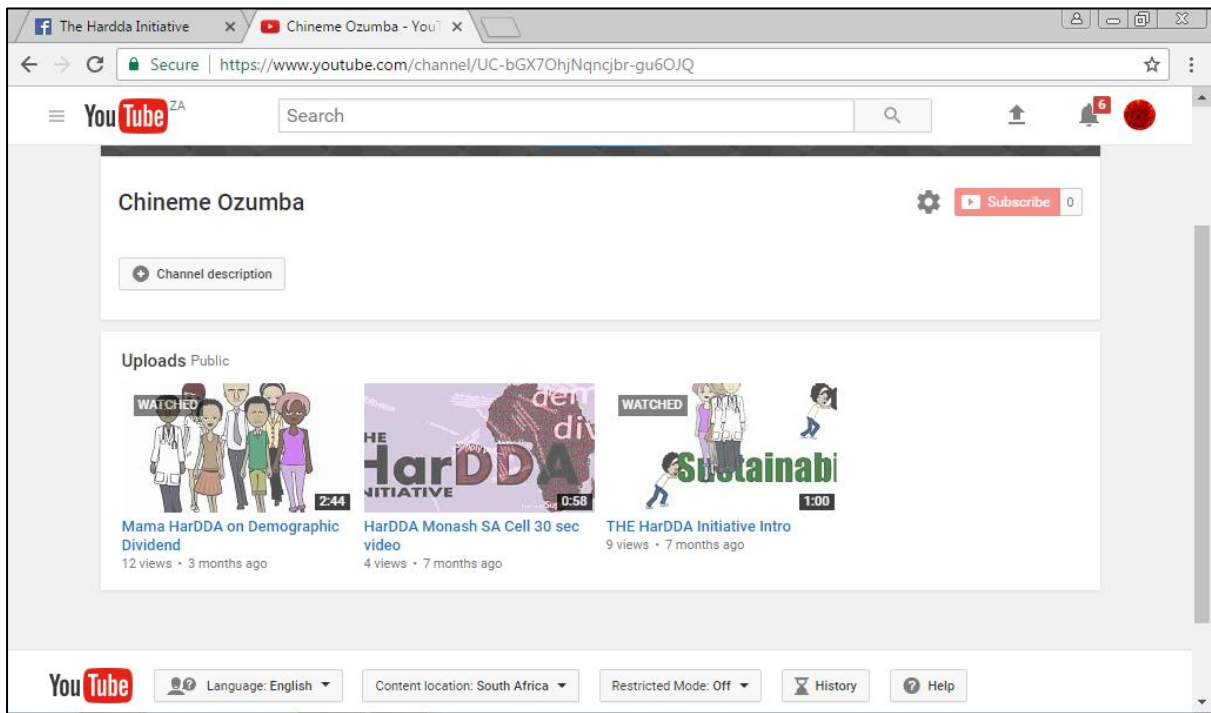 The Hardda Initiative
Chineme Ozumba - You
Secure | https://www.youtube.com/channel/UC-bGX7OhjNqncjbr-gu6OJQ
YouTube ZA
Search
6
Chineme Ozumba
Subscribe 0
Channel description
Uploads Public
WATCHED
2:44
THE
HarDDA
INITIATIVE
dem
div
0:58
WATCHED
Sustainabi
1:00
Mama HarDDA on Demographic
Dividend
12 views • 3 months ago
HarDDA Monash SA Cell 30 sec
video
4 views • 7 months ago
THE HarDDA Initiative Intro
9 views • 7 months ago
YouTube
Language: English
Content location: South Africa
Restricted Mode: Off
History
Help